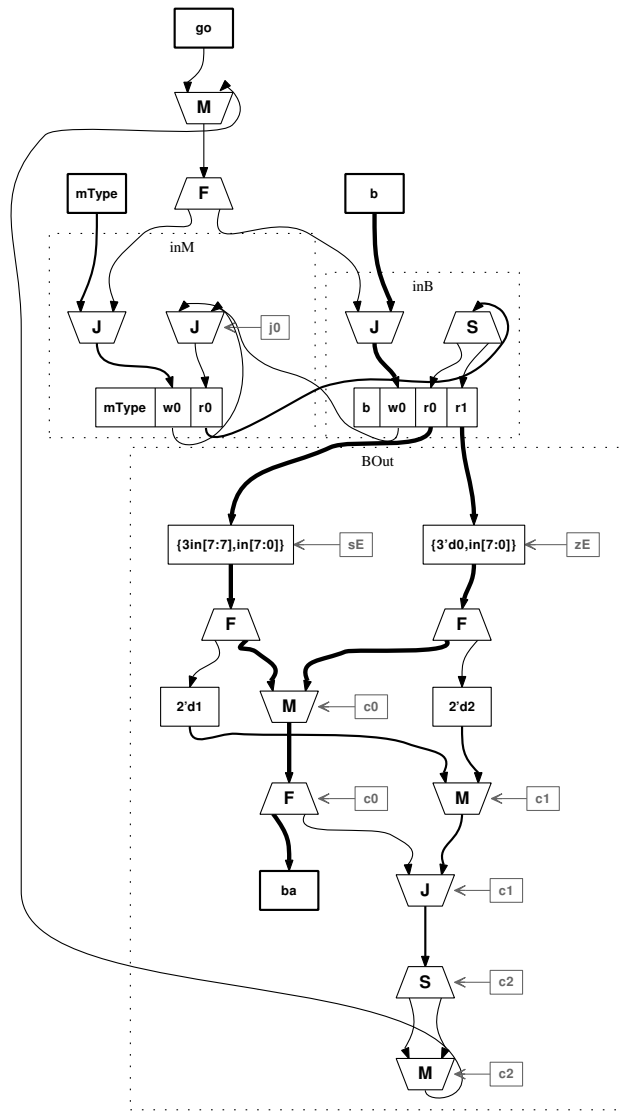 go
M
mType
F
b
inM
inB
J
J
j0
J
S
mType w0 r0
b w0 r0 r1
BOut
{3in[7:7],in[7:0]}
sE
{3'd0,in[7:0]}
zE
F
F
2'd1
M
c0
2'd2
F
c0
M
c1
ba
J
c1
S
c2
M
c2